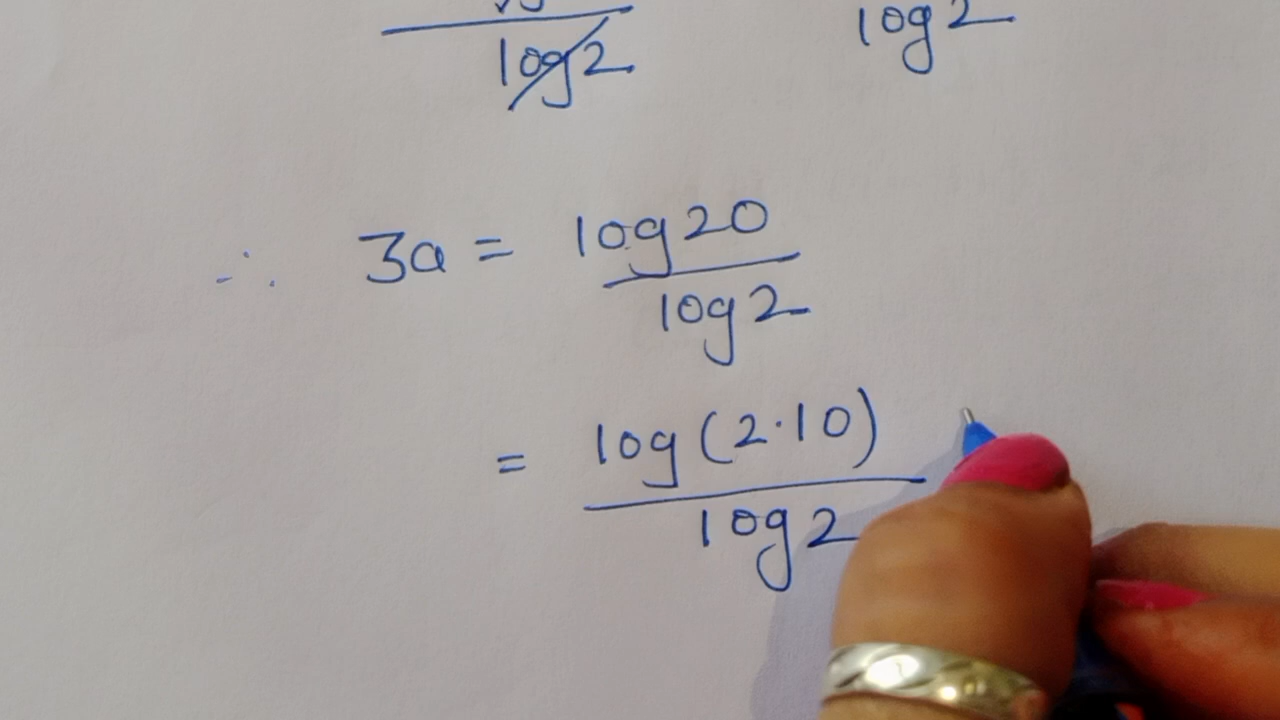 log2 log2
∴ 3a = log20
log2
= log(2·10)
log2